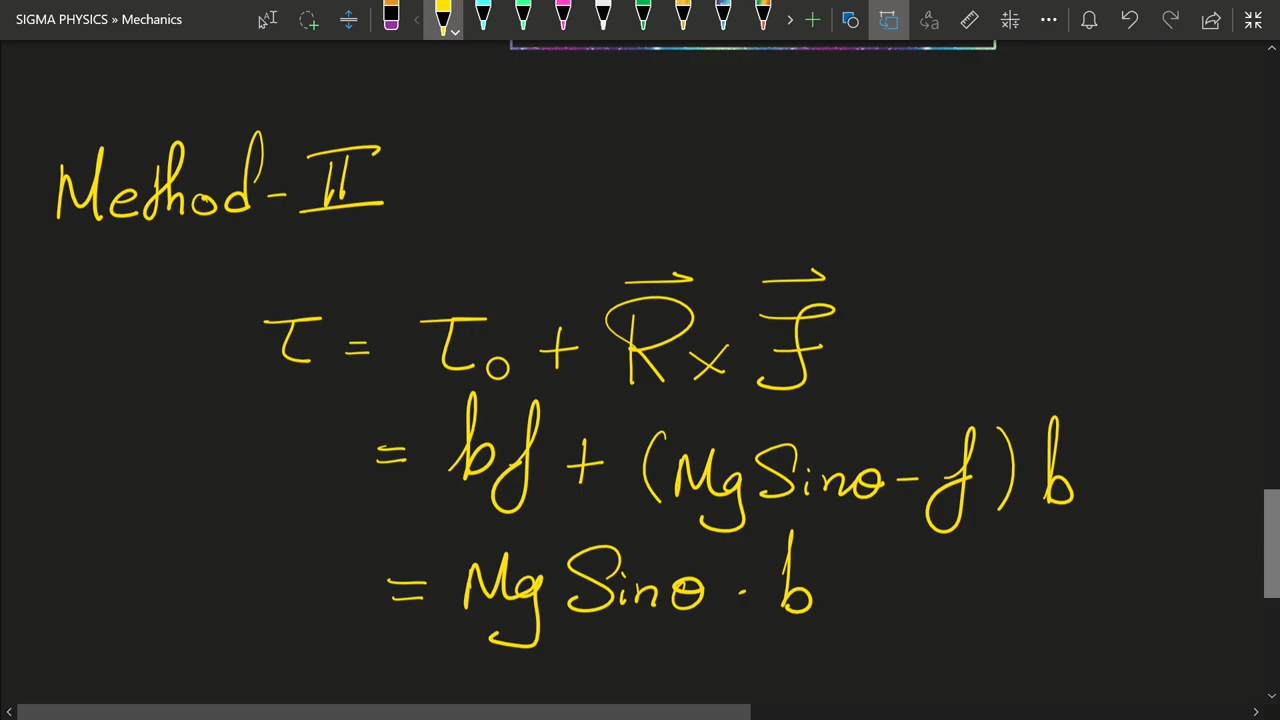 SIGMA PHYSICS » Mechanics
Method - II
τ = τ₀ + R⃗ × f⃗
= bf + (Mg Sinθ - f) b
= Mg Sinθ · b